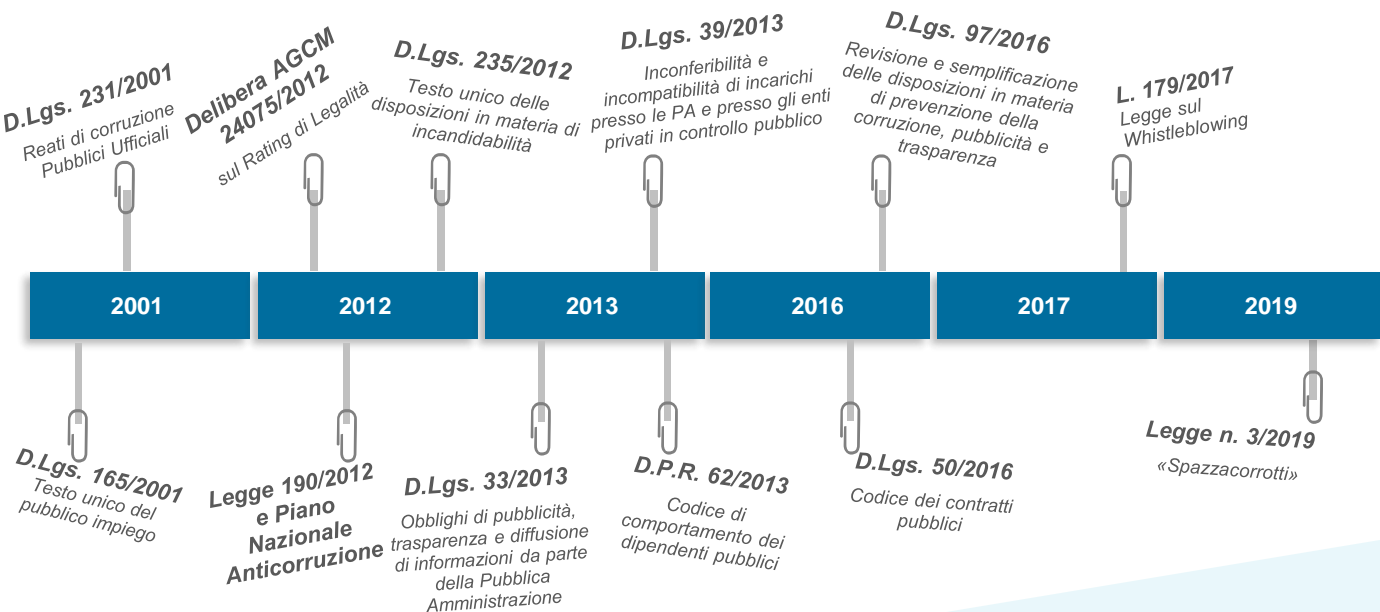 D.Lgs. 231/2001
Reati di corruzione
Pubblici Ufficiali
Delibera AGCM
24075/2012
sul Rating di Legalità
D.Lgs. 235/2012
Testo unico delle
disposizioni in materia di
incandidabilità
D.Lgs. 39/2013
Inconferibilità e
incompatibilità di incarichi
presso le PA e presso gli enti
privati in controllo pubblico
D.Lgs. 97/2016
Revisione e semplificazione
delle disposizioni in materia
di prevenzione della
corruzione, pubblicità e
trasparenza
L. 179/2017
Legge sul
Whistleblowing
2001
2012
2013
2016
2017
2019
D.Lgs. 165/2001
Testo unico del
pubblico impiego
Legge 190/2012
e Piano
Nazionale
Anticorruzione
D.Lgs. 33/2013
Obblighi di pubblicità,
trasparenza e diffusione
di informazioni da parte
della Pubblica
Amministrazione
D.P.R. 62/2013
Codice di
comportamento dei
dipendenti pubblici
D.Lgs. 50/2016
Codice dei contratti
pubblici
Legge n. 3/2019
«Spazzacorrotti»